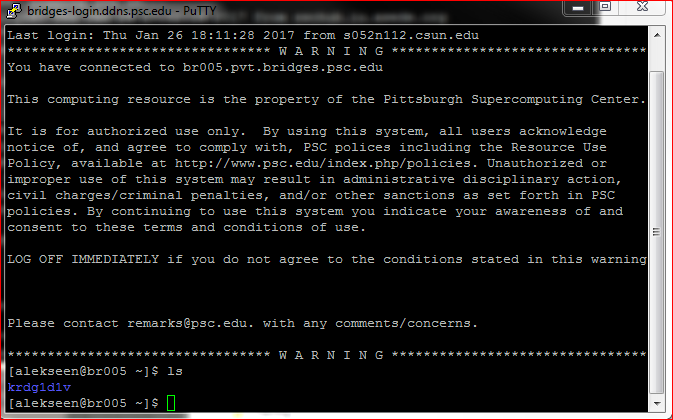 bridges-login.ddns.psc.edu - PuTTY
Last login: Thu Jan 26 18:11:28 2017 from s052n112.csun.edu
********************************* W A R N I N G ********************************
You have connected to br005.pvt.bridges.psc.edu
This computing resource is the property of the Pittsburgh Supercomputing Center.
It is for authorized use only.  By using this system, all users acknowledge
notice of, and agree to comply with, PSC polices including the Resource Use
Policy, available at http://www.psc.edu/index.php/policies. Unauthorized or
improper use of this system may result in administrative disciplinary action,
civil charges/criminal penalties, and/or other sanctions as set forth in PSC
policies. By continuing to use this system you indicate your awareness of and
consent to these terms and conditions of use.
LOG OFF IMMEDIATELY if you do not agree to the conditions stated in this warning
Please contact remarks@psc.edu. with any comments/concerns.
********************************* W A R N I N G ********************************
[alekseen@br005 ~]$ ls
krdg1d1v
[alekseen@br005 ~]$